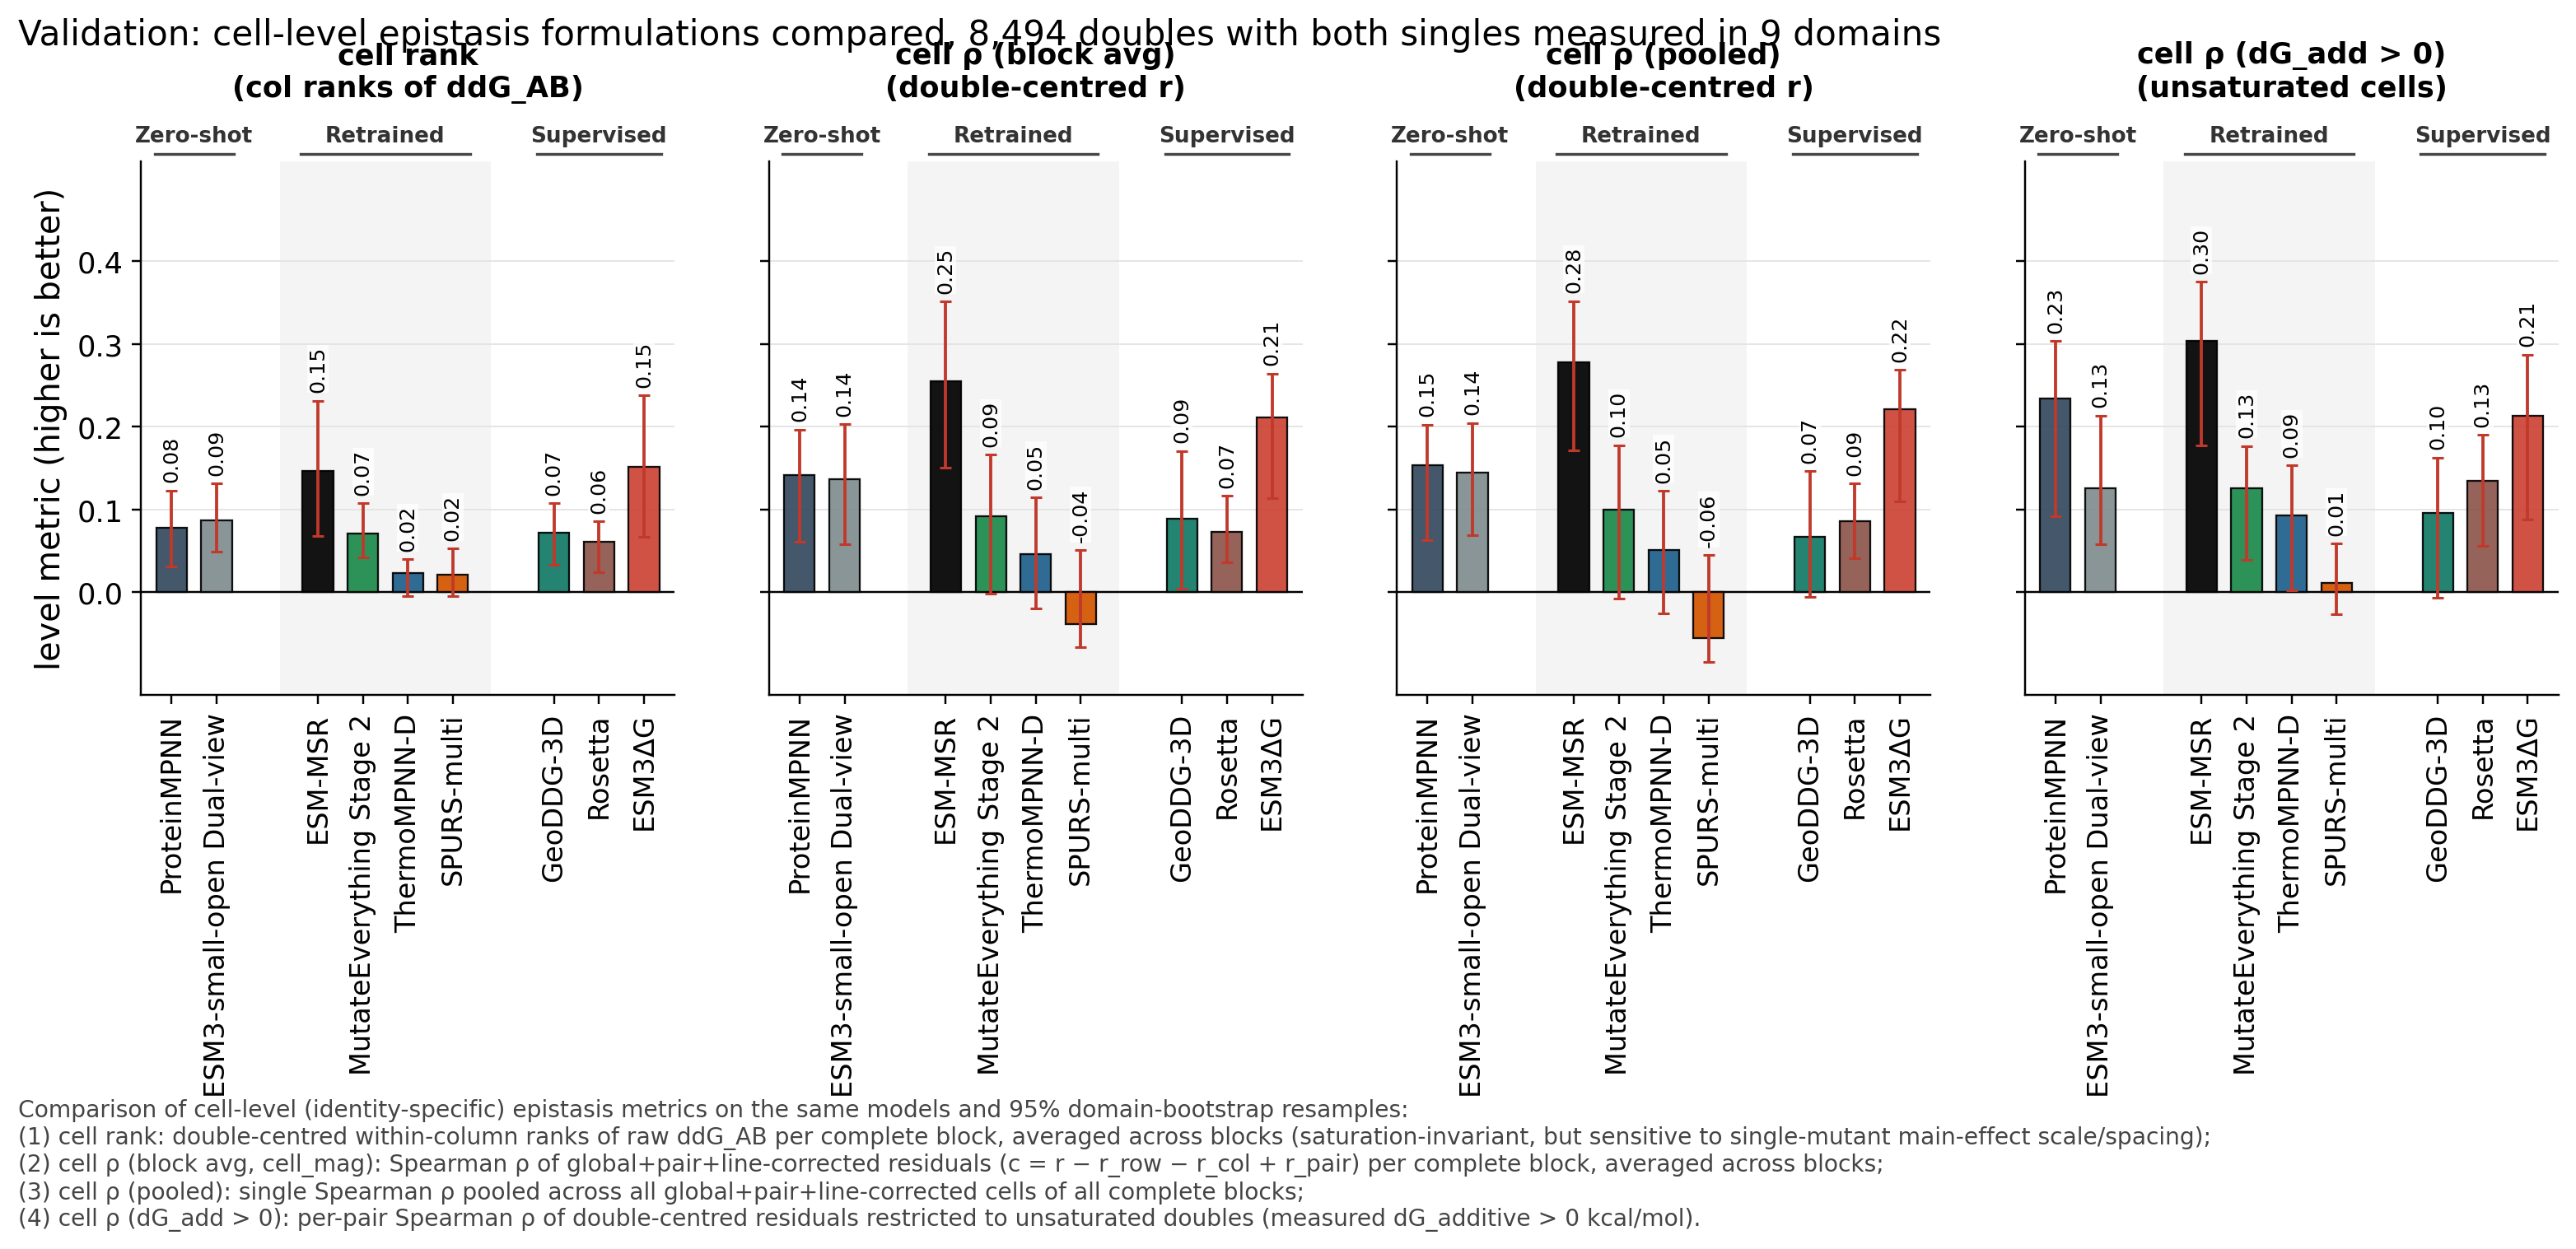 Validation: cell-level epistasis formulations compared, 8,494 doubles with both singles measured in 9 domains
cell rank
(col ranks of ddG_AB)
Zero-shot
Retrained
Supervised
level metric (higher is better)
0.4
0.3
0.2
0.1
0.0
0.08
0.09
0.15
0.07
0.02
0.02
0.07
0.06
0.15
ProteinMPNN
ESM3-small-open Dual-view
ESM-MSR
MutateEverything Stage 2
ThermoMPNN-D
SPURS-multi
GeoDDG-3D
Rosetta
ESM3ΔG
cell ρ (block avg)
(double-centred r)
Zero-shot
Retrained
Supervised
0.14
0.14
0.25
0.09
0.05
-0.04
0.09
0.07
0.21
ProteinMPNN
ESM3-small-open Dual-view
ESM-MSR
MutateEverything Stage 2
ThermoMPNN-D
SPURS-multi
GeoDDG-3D
Rosetta
ESM3ΔG
cell ρ (pooled)
(double-centred r)
Zero-shot
Retrained
Supervised
0.15
0.14
0.28
0.10
0.05
-0.06
0.07
0.09
0.22
ProteinMPNN
ESM3-small-open Dual-view
ESM-MSR
MutateEverything Stage 2
ThermoMPNN-D
SPURS-multi
GeoDDG-3D
Rosetta
ESM3ΔG
cell ρ (dG_add > 0)
(unsaturated cells)
Zero-shot
Retrained
Supervised
0.23
0.13
0.30
0.13
0.09
0.01
0.10
0.13
0.21
ProteinMPNN
ESM3-small-open Dual-view
ESM-MSR
MutateEverything Stage 2
ThermoMPNN-D
SPURS-multi
GeoDDG-3D
Rosetta
ESM3ΔG
Comparison of cell-level (identity-specific) epistasis metrics on the same models and 95% domain-bootstrap resamples:
(1) cell rank: double-centred within-column ranks of raw ddG_AB per complete block, averaged across blocks (saturation-invariant, but sensitive to single-mutant main-effect scale/spacing);
(2) cell ρ (block avg, cell_mag): Spearman ρ of global+pair+line-corrected residuals (c = r − r_row − r_col + r_pair) per complete block, averaged across blocks;
(3) cell ρ (pooled): single Spearman ρ pooled across all global+pair+line-corrected cells of all complete blocks;
(4) cell ρ (dG_add > 0): per-pair Spearman ρ of double-centred residuals restricted to unsaturated doubles (measured dG_additive > 0 kcal/mol).